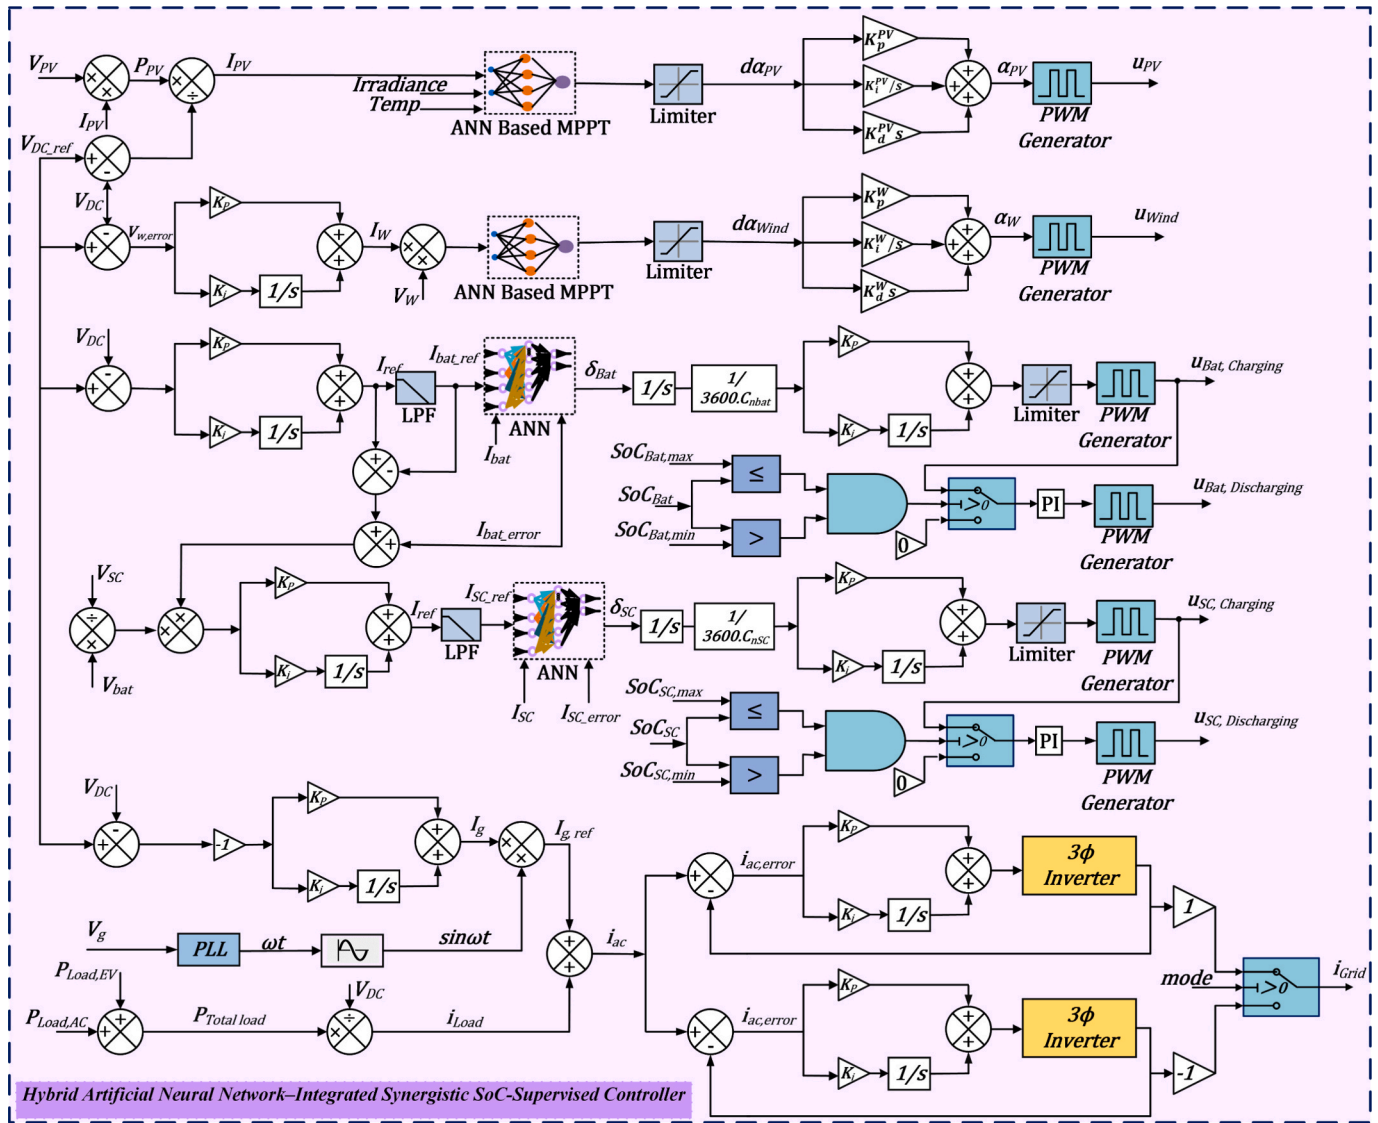 V_PV
P_PV
I_PV
I_PV
Irradiance
Temp
ANN Based MPPT
Limiter
dα_PV
K_p^PV
K_i^PV/s
K_d^PV s
α_PV
PWM
Generator
u_PV
V_DC_ref
V_DC
V_w,error
K_p
K_i
1/s
I_W
V_W
ANN Based MPPT
Limiter
dα_Wind
K_p^W
K_i^W/s
K_d^W s
α_W
PWM
Generator
u_Wind
V_DC
K_p
K_i
1/s
I_ref
LPF
I_bat_ref
ANN
I_bat
I_bat_error
δ_Bat
1/s
1/
3600.C_nbat
K_p
K_i
1/s
Limiter
PWM
Generator
u_Bat, Charging
SoC_Bat,max
SoC_Bat
SoC_Bat,min
≤
>
>0
0
PI
PWM
Generator
u_Bat, Discharging
V_SC
V_bat
K_p
K_i
1/s
I_ref
LPF
I_SC_ref
ANN
I_SC
I_SC_error
δ_SC
1/s
1/
3600.C_nSC
K_p
K_i
1/s
Limiter
PWM
Generator
u_SC, Charging
SoC_SC,max
SoC_SC
SoC_SC,min
≤
>
>0
0
PI
PWM
Generator
u_SC, Discharging
V_DC
-1
K_p
K_i
1/s
I_g
I_g, ref
V_g
PLL
ωt
sinωt
P_Load,EV
P_Load,AC
P_Total load
V_DC
i_Load
i_ac
i_ac,error
K_p
K_i
1/s
3ϕ
Inverter
1
i_ac,error
K_p
K_i
1/s
3ϕ
Inverter
-1
mode
>0
i_Grid
Hybrid Artificial Neural Network–Integrated Synergistic SoC-Supervised Controller